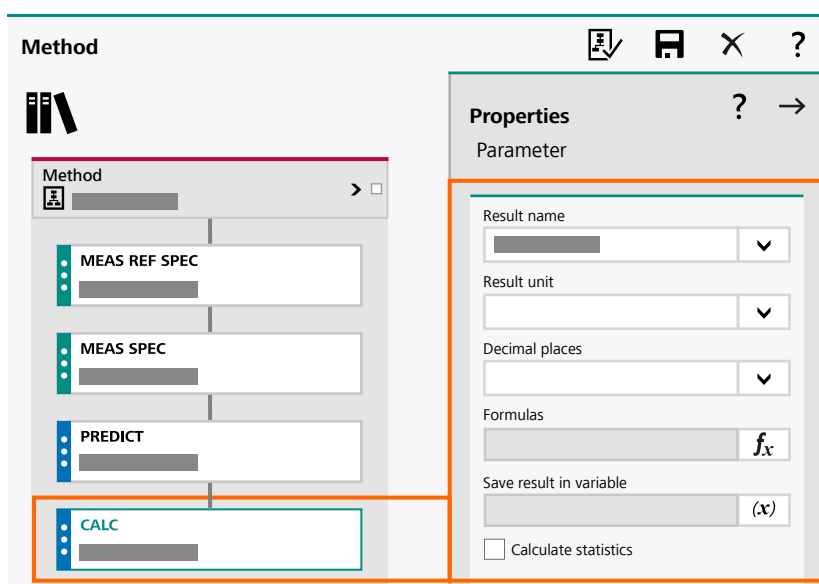 Method
?
Properties
?
Parameter
Method
MEAS REF SPEC
MEAS SPEC
PREDICT
CALC
Result name
Result unit
Decimal places
Formulas
fx
Save result in variable
(x)
Calculate statistics